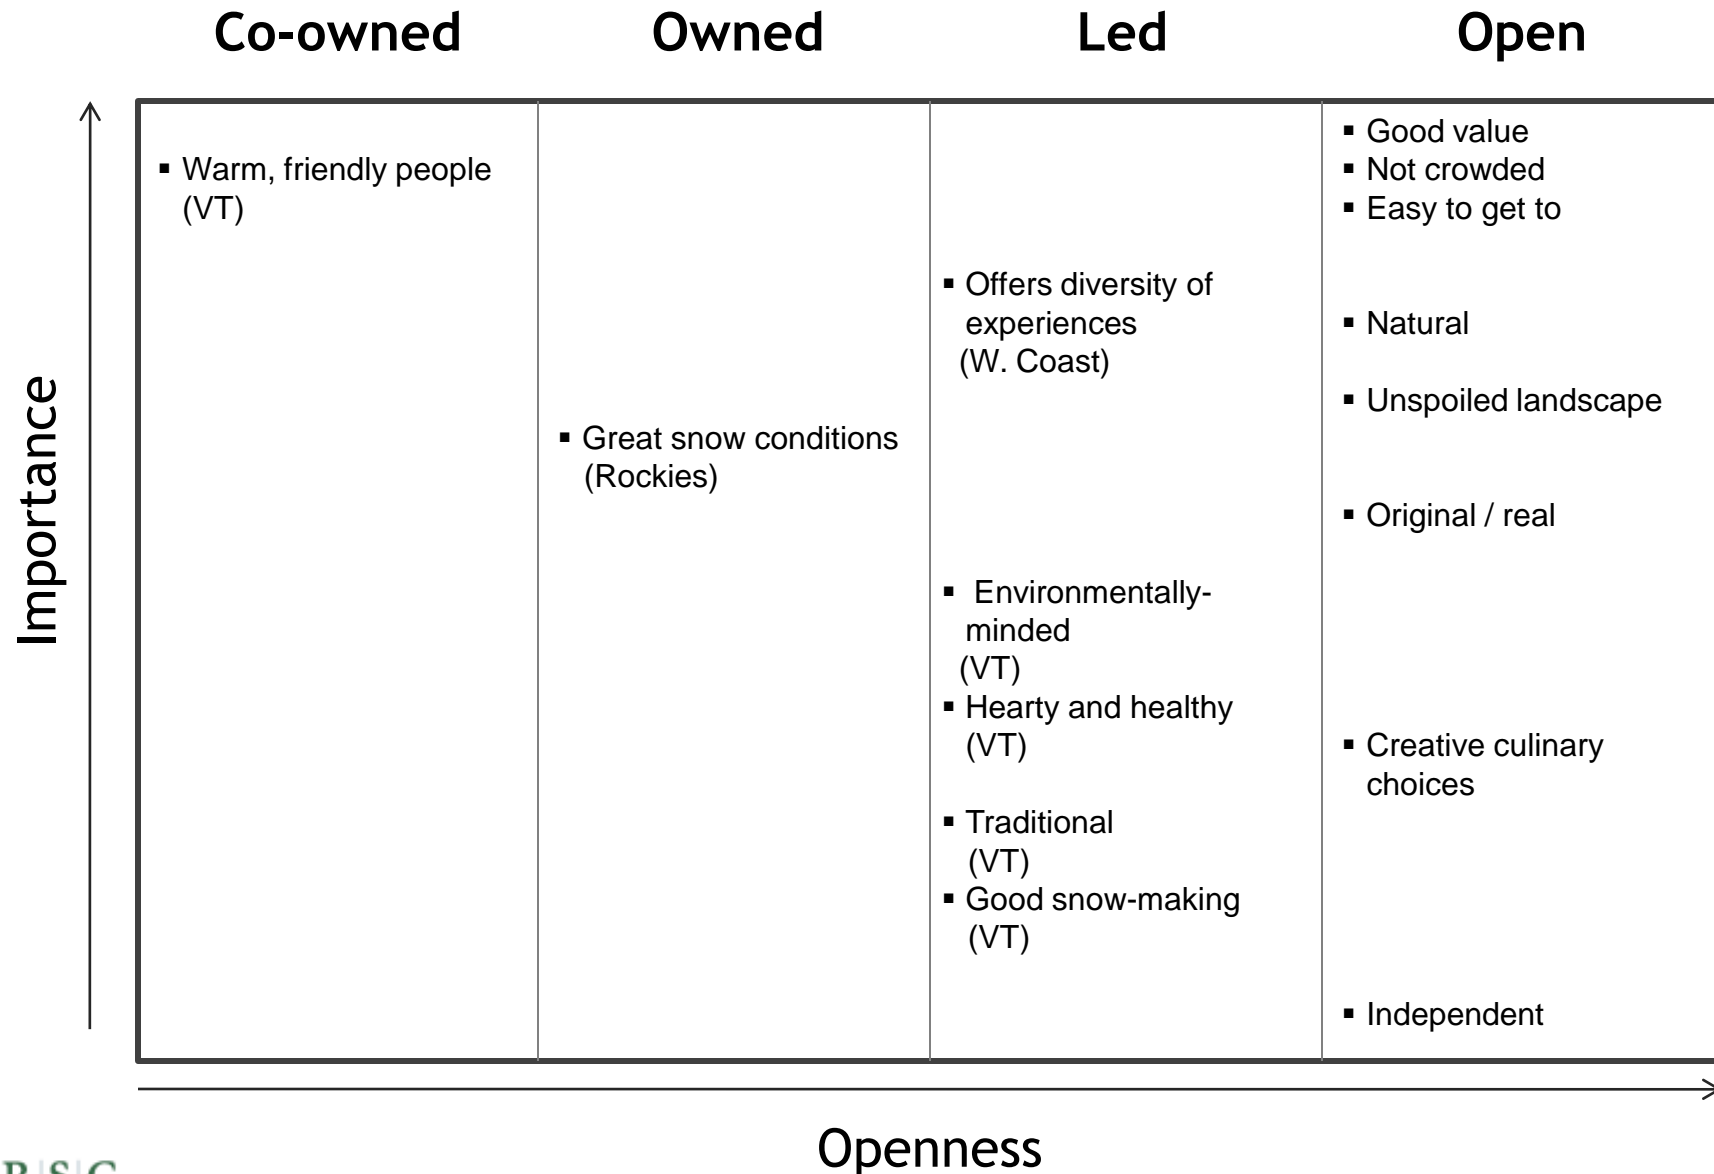 Co-owned
Owned
Led
Open
Importance
▪ Warm, friendly people
(VT)
▪ Great snow conditions
(Rockies)
▪ Offers diversity of
experiences
(W. Coast)
▪ Environmentally-
minded
(VT)
▪ Hearty and healthy
(VT)
▪ Traditional
(VT)
▪ Good snow-making
(VT)
▪ Good value
▪ Not crowded
▪ Easy to get to
▪ Natural
▪ Unspoiled landscape
▪ Original / real
▪ Creative culinary
choices
▪ Independent
Openness